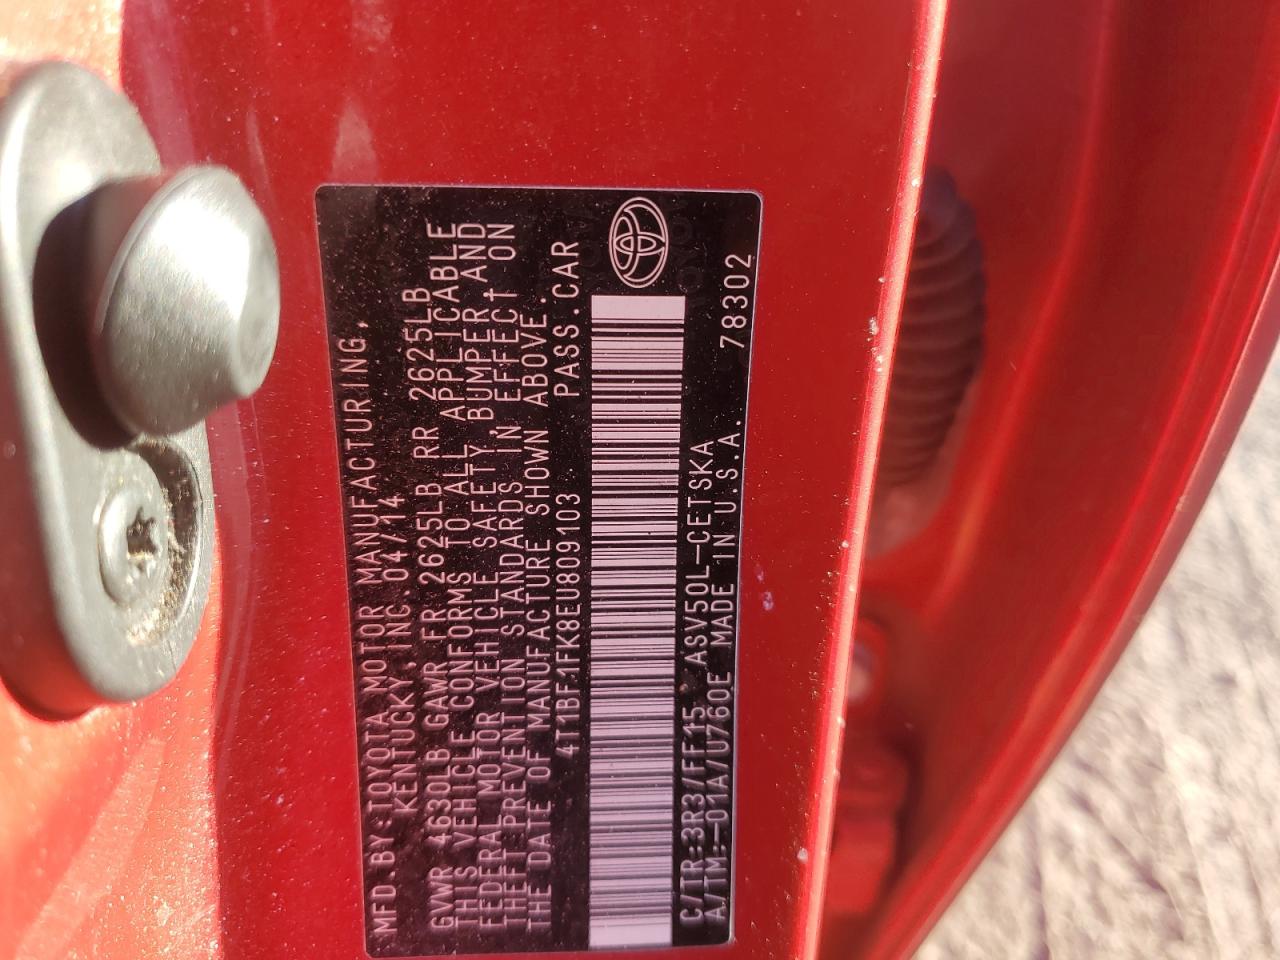 MFD.BY:TOYOTA MOTOR MANUFACTURING,
KENTUCKY,INC.04/14
GVWR 4630LB GAWR FR 2625LB RR 2625LB
THIS VEHICLE CONFORMS TO ALL APPLICABLE
FEDERAL MOTOR VEHICLE SAFETY BUMPER,AND
THEFT PREVENTION STANDARDS IN EFFECT ON
THE DATE OF MANUFACTURE SHOWN ABOVE.
4T1BF1FK8EU809103 PASS.CAR
C/TR:3R3/FF15 ASV50L-CETSKA
A/TM:-01A/U760E MADE IN U.S.A. 78302